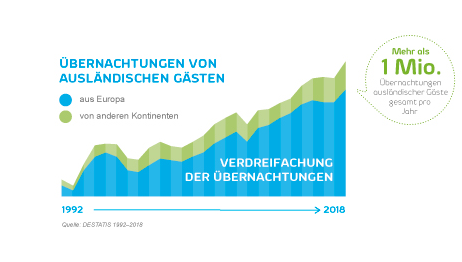 ÜBERNACHTUNGEN VON
AUSLÄNDISCHEN GÄSTEN
aus Europa
von anderen Kontinenten
Mehr als
1 Mio.
Übernachtungen
ausländischer Gäste
gesamt pro
Jahr
VERDREIFACHUNG
DER ÜBERNACHTUNGEN
1992
2018
Quelle: DESTATIS 1992–2018